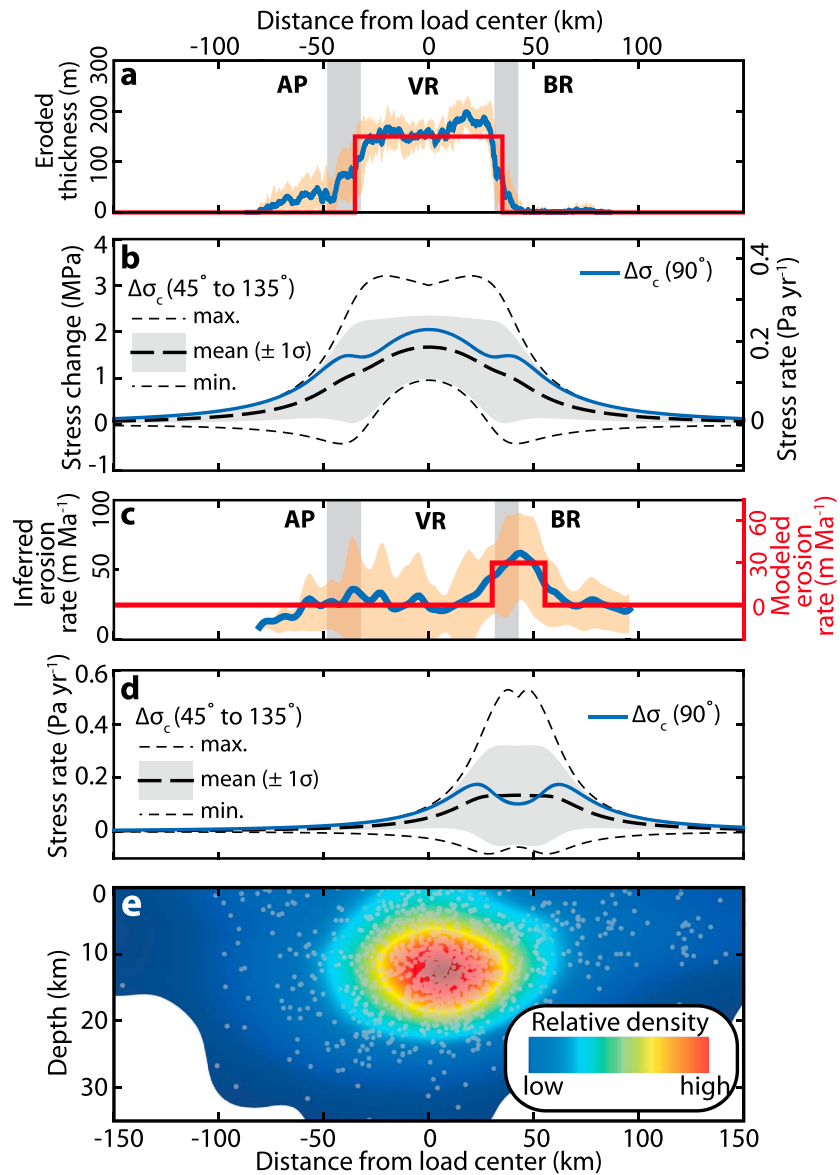 Distance from load center (km)
-100 -50 0 50 100
a
AP VR BR
300
200
100
0
Eroded
thickness (m)
b
4
3
2
1
0
-1
Stress change (MPa)
Δσc (45° to 135°)
max.
mean (± 1σ)
min.
Δσc (90°)
0.4
0.2
0
Stress rate (Pa yr-1)
c
AP VR BR
100
50
0
Inferred
erosion
rate (m Ma-1)
60
30
0
Modeled
erosion
rate (m Ma-1)
d
0.6
0.4
0.2
0
Stress rate (Pa yr-1)
Δσc (45° to 135°)
max.
mean (± 1σ)
min.
Δσc (90°)
e
0
10
20
30
Depth (km)
Relative density
low high
-150 -100 -50 0 50 100 150
Distance from load center (km)